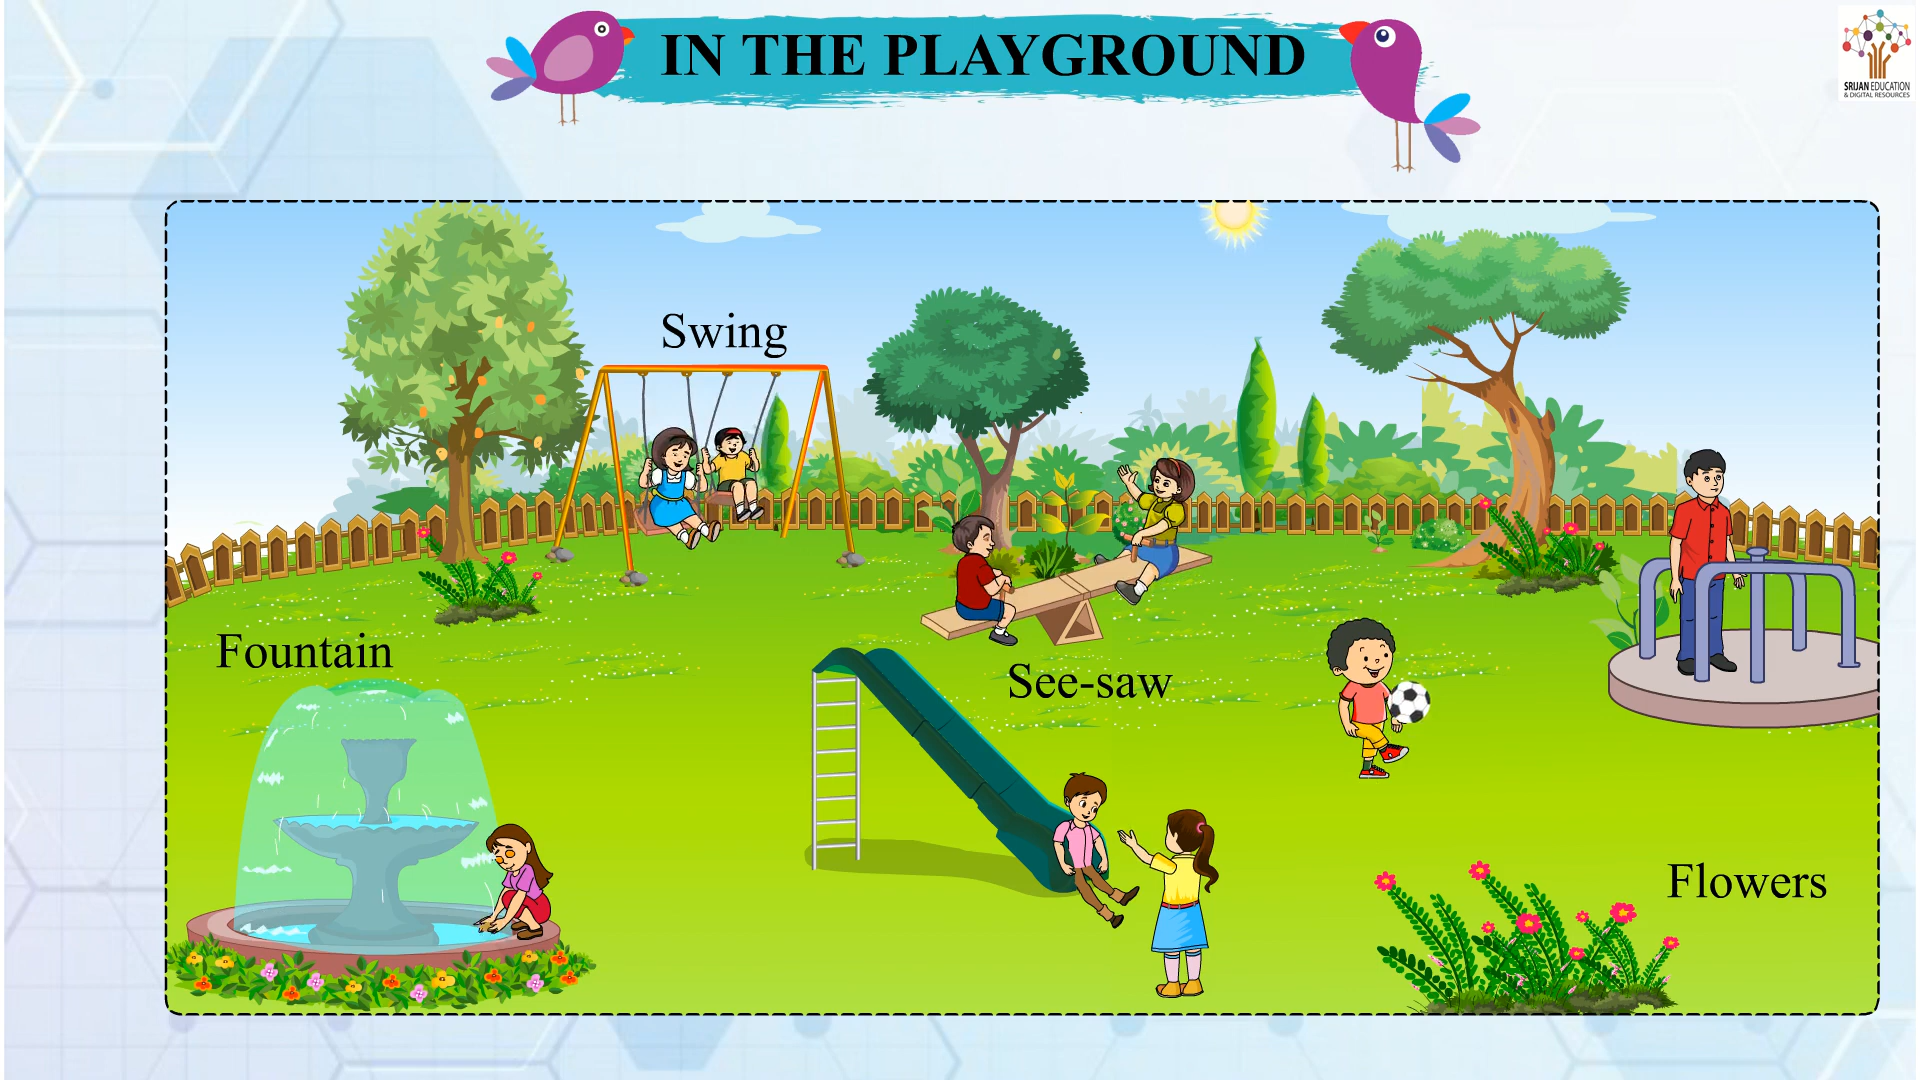 IN THE PLAYGROUND
SRIJAN EDUCATION
& DIGITAL RESOURCES
Swing
Fountain
See-saw
Flowers